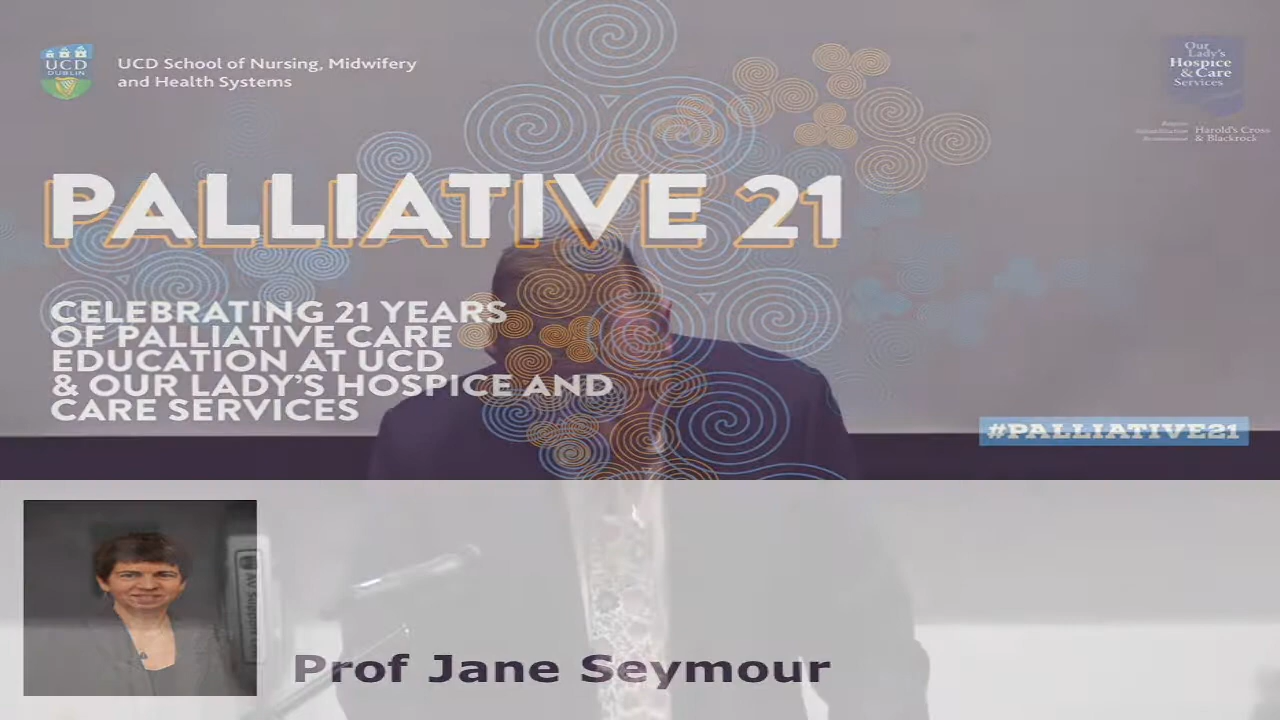 UCD
DUBLIN
UCD School of Nursing, Midwifery
and Health Systems
Our
Lady's
Hospice
& Care
Services
Harold's Cross
& Blackrock
PALLIATIVE 21
CELEBRATING 21 YEARS
OF PALLIATIVE CARE
EDUCATION AT UCD
& OUR LADY'S HOSPICE AND
CARE SERVICES
#PALLIATIVE21
Prof Jane Seymour